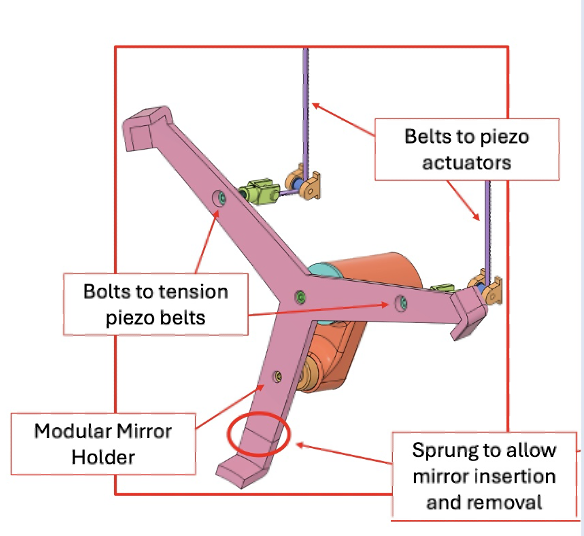 Belts to piezo
actuators
Bolts to tension
piezo belts
Modular Mirror
Holder
Sprung to allow
mirror insertion
and removal